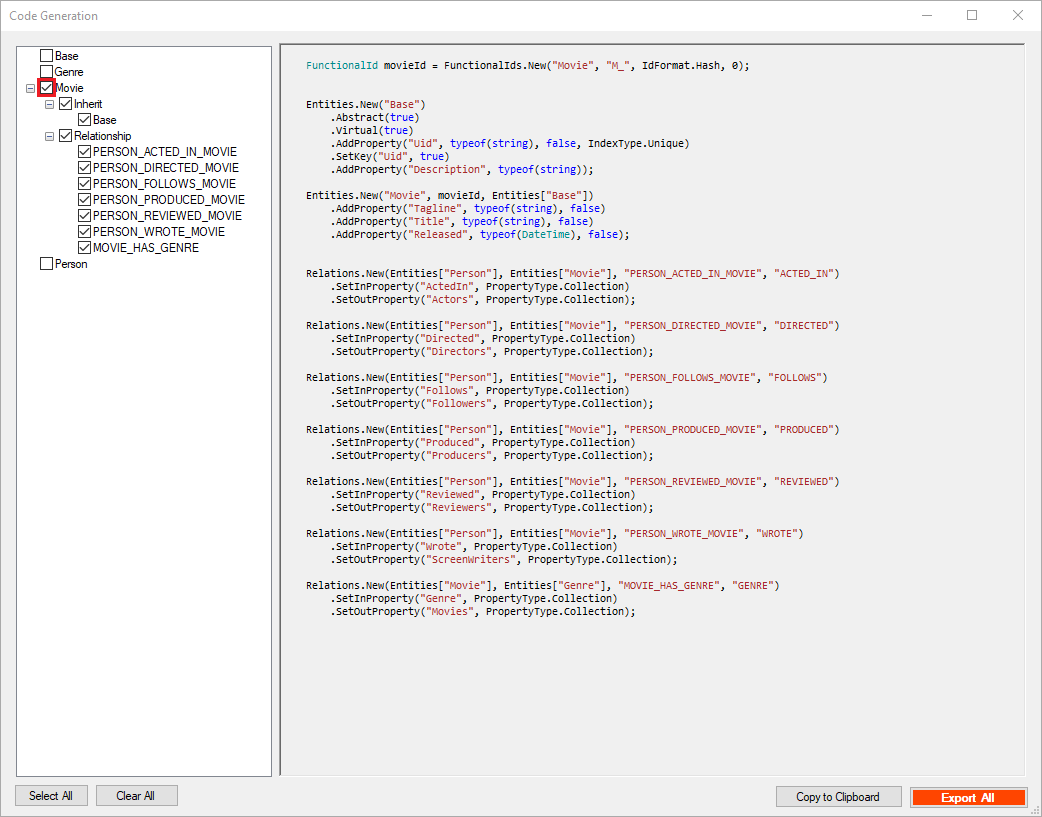 Code Generation
Base
Genre
Movie
Inherit
Base
Relationship
PERSON_ACTED_IN_MOVIE
PERSON_DIRECTED_MOVIE
PERSON_FOLLOWS_MOVIE
PERSON_PRODUCED_MOVIE
PERSON_REVIEWED_MOVIE
PERSON_WROTE_MOVIE
MOVIE_HAS_GENRE
Person
FunctionalId movieId = FunctionalIds.New("Movie", "M_", IdFormat.Hash, 0);
Entities.New("Base")
.Abstract(true)
.Virtual(true)
.AddProperty("Uid", typeof(string), false, IndexType.Unique)
.SetKey("Uid", true)
.AddProperty("Description", typeof(string));
Entities.New("Movie", movieId, Entities["Base"])
.AddProperty("Tagline", typeof(string), false)
.AddProperty("Title", typeof(string), false)
.AddProperty("Released", typeof(DateTime), false);
Relations.New(Entities["Person"], Entities["Movie"], "PERSON_ACTED_IN_MOVIE", "ACTED_IN")
.SetInProperty("ActedIn", PropertyType.Collection)
.SetOutProperty("Actors", PropertyType.Collection);
Relations.New(Entities["Person"], Entities["Movie"], "PERSON_DIRECTED_MOVIE", "DIRECTED")
.SetInProperty("Directed", PropertyType.Collection)
.SetOutProperty("Directors", PropertyType.Collection);
Relations.New(Entities["Person"], Entities["Movie"], "PERSON_FOLLOWS_MOVIE", "FOLLOWS")
.SetInProperty("Follows", PropertyType.Collection)
.SetOutProperty("Followers", PropertyType.Collection);
Relations.New(Entities["Person"], Entities["Movie"], "PERSON_PRODUCED_MOVIE", "PRODUCED")
.SetInProperty("Produced", PropertyType.Collection)
.SetOutProperty("Producers", PropertyType.Collection);
Relations.New(Entities["Person"], Entities["Movie"], "PERSON_REVIEWED_MOVIE", "REVIEWED")
.SetInProperty("Reviewed", PropertyType.Collection)
.SetOutProperty("Reviewers", PropertyType.Collection);
Relations.New(Entities["Person"], Entities["Movie"], "PERSON_WROTE_MOVIE", "WROTE")
.SetInProperty("Wrote", PropertyType.Collection)
.SetOutProperty("ScreenWriters", PropertyType.Collection);
Relations.New(Entities["Movie"], Entities["Genre"], "MOVIE_HAS_GENRE", "GENRE")
.SetInProperty("Genre", PropertyType.Collection)
.SetOutProperty("Movies", PropertyType.Collection);
Select All
Clear All
Copy to Clipboard
Export All